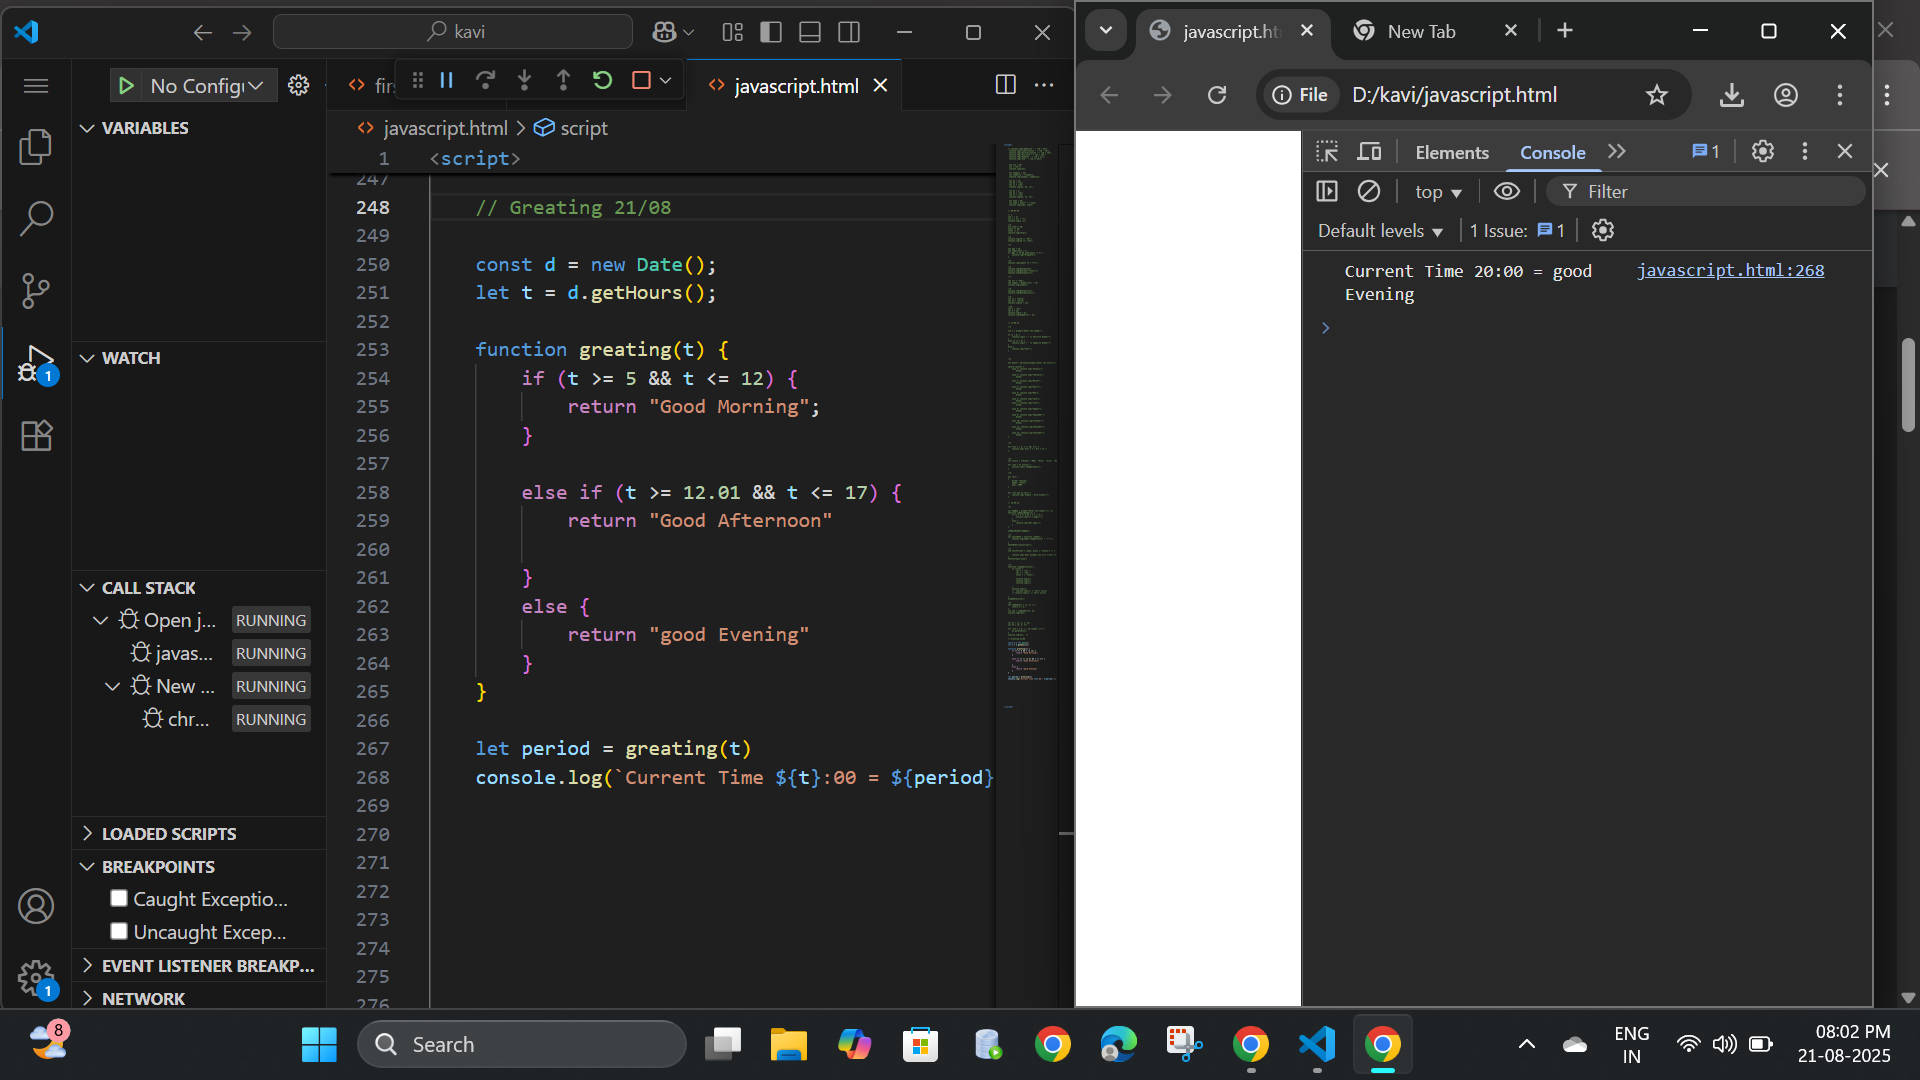 kavi
No Config
VARIABLES
WATCH
CALL STACK
Open j... RUNNING
javas... RUNNING
New ... RUNNING
chr... RUNNING
LOADED SCRIPTS
BREAKPOINTS
Caught Exceptio...
Uncaught Excep...
EVENT LISTENER BREAKP...
NETWORK
1
1
javascript.html
javascript.html > script
1 <script>
247
248 // Greating 21/08
249
250 const d = new Date();
251 let t = d.getHours();
252
253 function greating(t) {
254 if (t >= 5 && t <= 12) {
255 return "Good Morning";
256 }
257
258 else if (t >= 12.01 && t <= 17) {
259 return "Good Afternoon"
260
261 }
262 else {
263 return "good Evening"
264 }
265 }
266
267 let period = greating(t)
268 console.log(`Current Time ${t}:00 = ${period}
269
270
271
272
273
274
275
276
javascript.ht
New Tab
File D:/kavi/javascript.html
Elements Console 1
top Filter
Default levels 1 Issue: 1
Current Time 20:00 = good Evening javascript.html:268
8
Search
ENG
IN
08:02 PM
21-08-2025